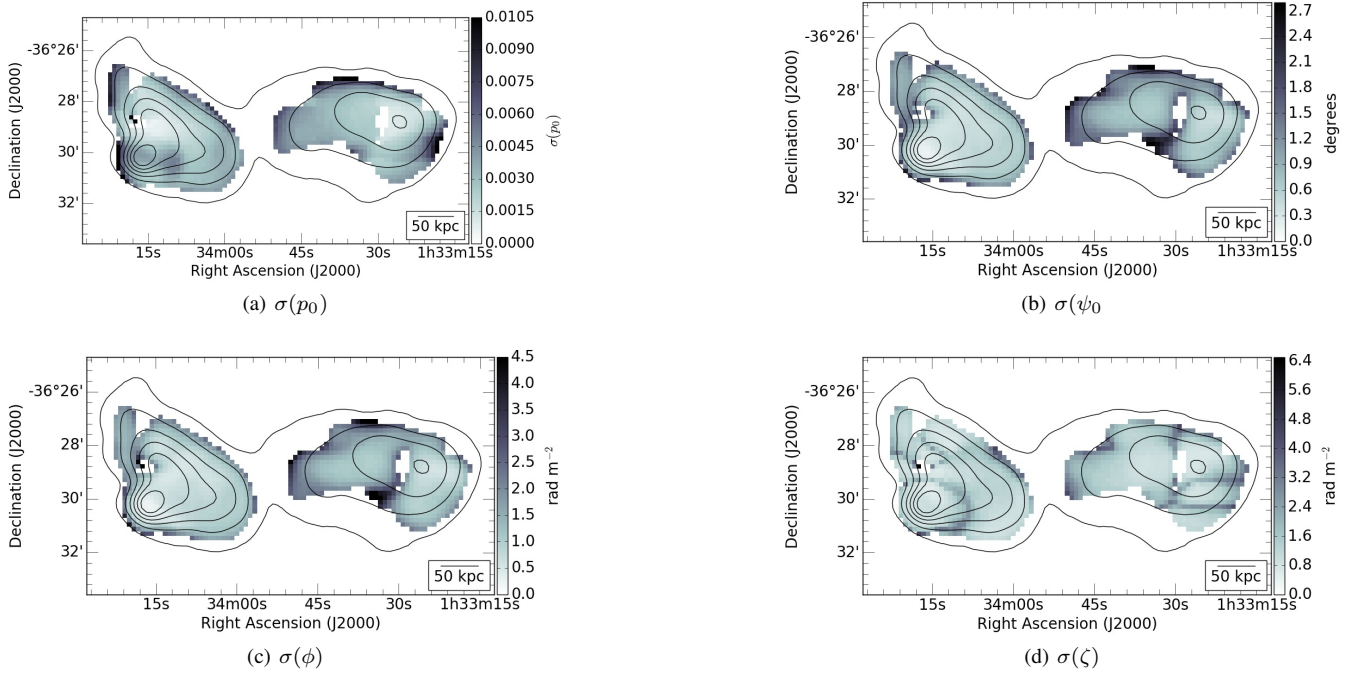 0.0105
0.0090
0.0075
0.0060
0.0045
0.0030
0.0015
0.0000
σ(p₀)
-36°26'
28'
30'
32'
Declination (J2000)
50 kpc
15s 34m00s 45s 30s 1h33m15s
Right Ascension (J2000)
(a) σ(p₀)
2.7
2.4
2.1
1.8
1.5
1.2
0.9
0.6
0.3
0.0
degrees
-36°26'
28'
30'
32'
Declination (J2000)
50 kpc
15s 34m00s 45s 30s 1h33m15s
Right Ascension (J2000)
(b) σ(ψ₀
4.5
4.0
3.5
3.0
2.5
2.0
1.5
1.0
0.5
0.0
rad m⁻²
-36°26'
28'
30'
32'
Declination (J2000)
50 kpc
15s 34m00s 45s 30s 1h33m15s
Right Ascension (J2000)
(c) σ(ϕ)
6.4
5.6
4.8
4.0
3.2
2.4
1.6
0.8
0.0
rad m⁻²
-36°26'
28'
30'
32'
Declination (J2000)
50 kpc
15s 34m00s 45s 30s 1h33m15s
Right Ascension (J2000)
(d) σ(ζ)